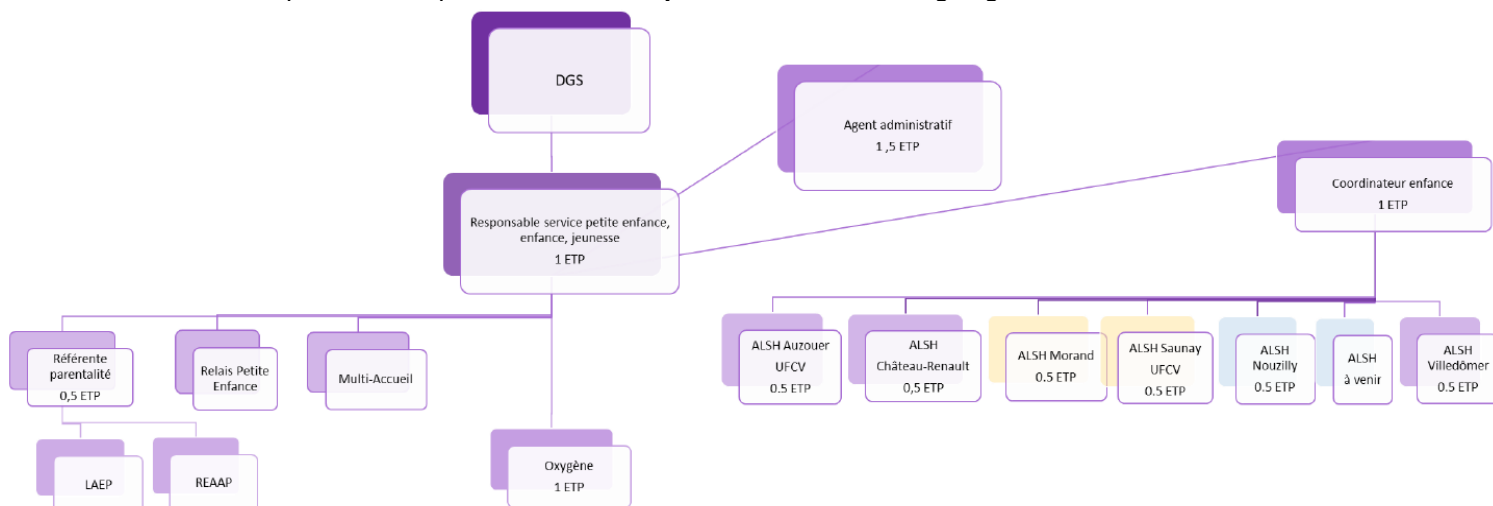 DGS
Agent administratif
1 ,5 ETP
Coordinateur enfance
1 ETP
Responsable service petite enfance,
enfance, jeunesse
1 ETP
Référente
parentalité
0,5 ETP
Relais Petite
Enfance
Multi-Accueil
ALSH Auzouer
UFCV
0.5 ETP
ALSH
Château-Renault
0,5 ETP
ALSH Morand
0.5 ETP
ALSH Saunay
UFCV
0.5 ETP
ALSH
Nouzilly
0.5 ETP
ALSH
à venir
ALSH
Villedômer
0.5 ETP
LAEP
REAAP
Oxygène
1 ETP